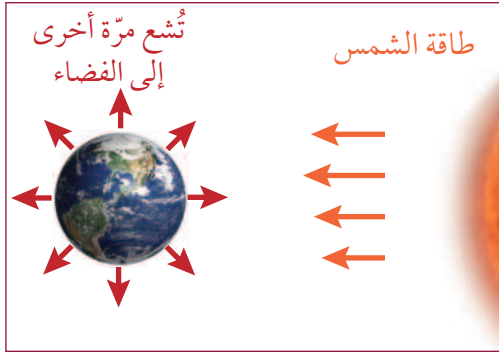 طاقة الشمس
تُشع مرّة أخرى
إلى الفضاء